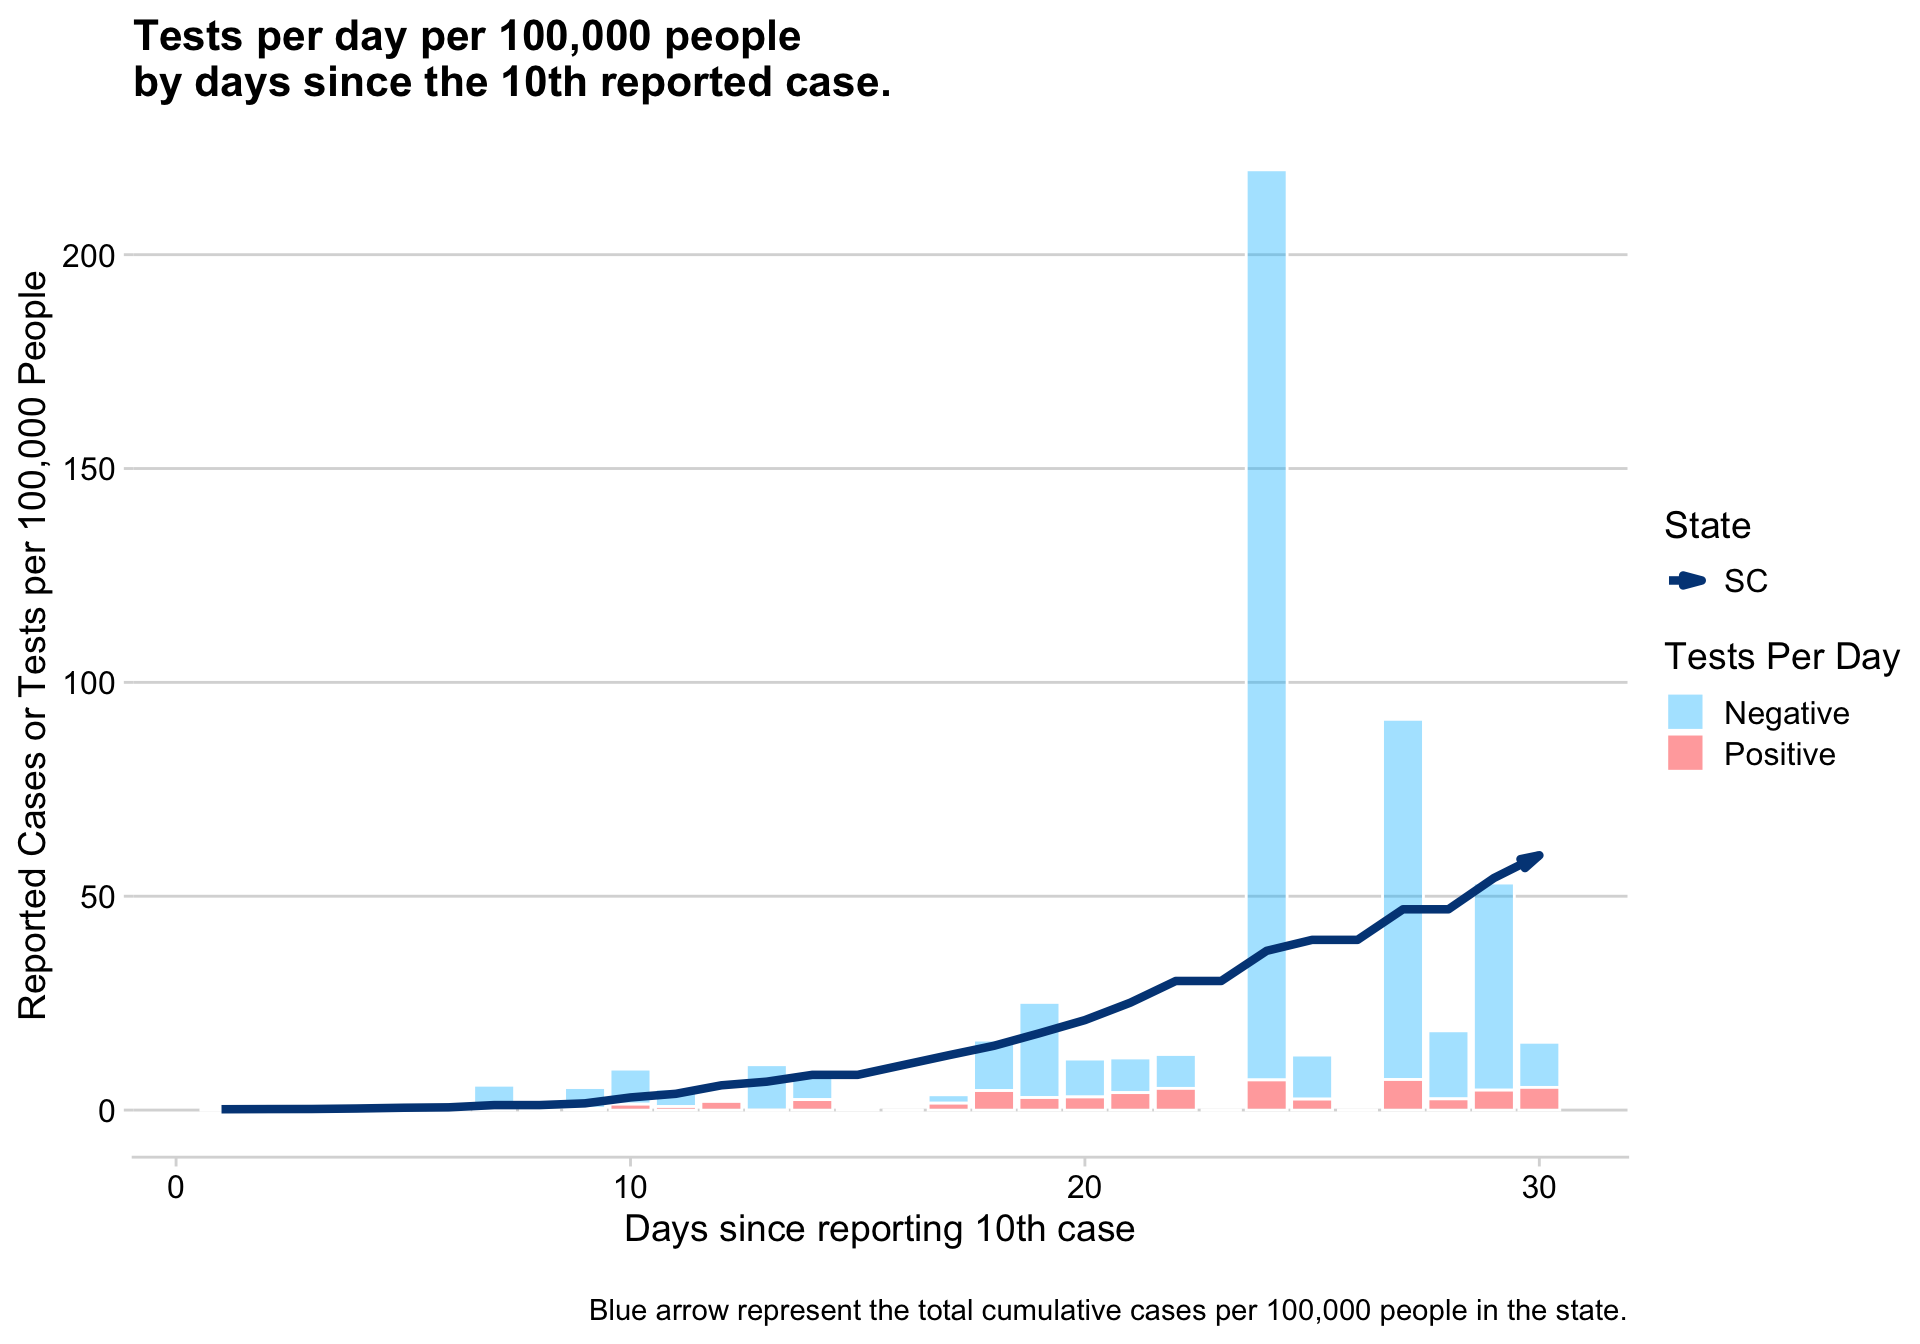 Tests per day per 100,000 people
by days since the 10th reported case.
Reported Cases or Tests per 100,000 People
200
150
100
50
0
0
10
20
30
Days since reporting 10th case
State
SC
Tests Per Day
Negative
Positive
Blue arrow represent the total cumulative cases per 100,000 people in the state.